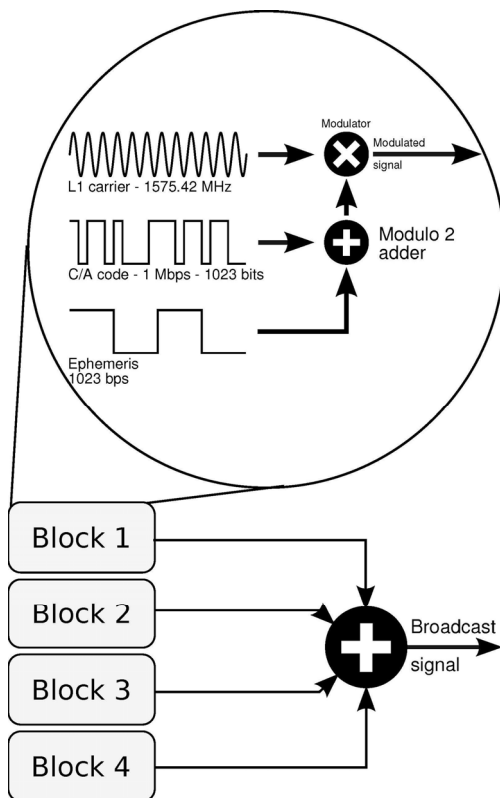 Modulator
Modulated
signal
L1 carrier - 1575.42 MHz
Modulo 2
adder
C/A code - 1 Mbps - 1023 bits
Ephemeris
1023 bps
Block 1
Block 2
Block 3
Block 4
Broadcast
signal